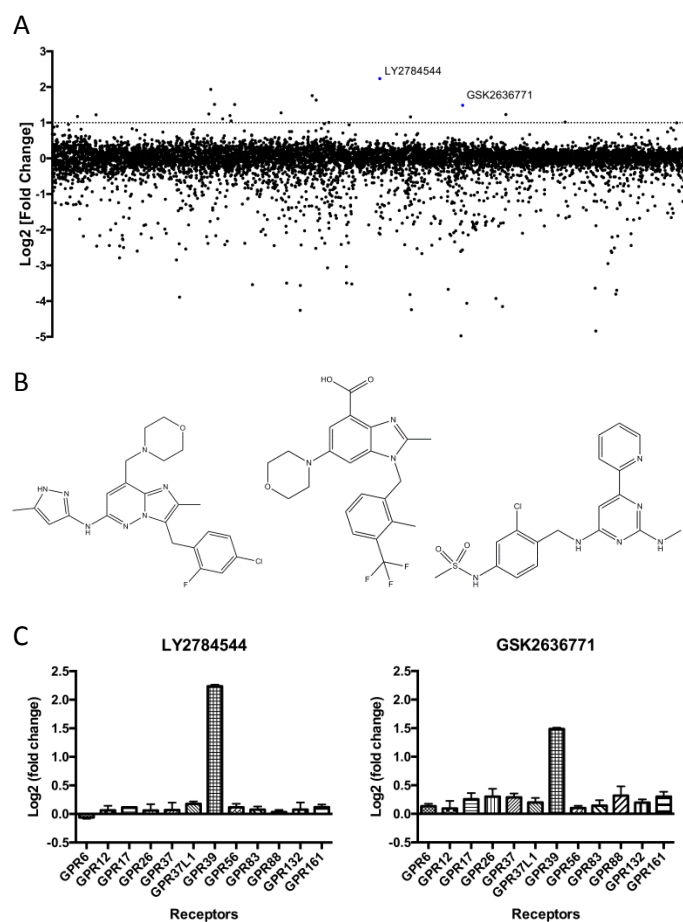 A
Log2 [Fold Change]
3
2
1
0
-1
-2
-3
-4
-5
LY2784544
GSK2636771
B
O
N
HN
N
N
N
N
N
H
F
Cl
HO
O
N
N
N
O
F
F
F
N
N
N
N
H
N
H
Cl
O
O
S
N
H
C
LY2784544
Log2 (fold change)
2.5
2.0
1.5
1.0
0.5
0.0
-0.5
GPR6
GPR12
GPR17
GPR26
GPR37
GPR37L1
GPR39
GPR56
GPR83
GPR88
GPR132
GPR161
Receptors
GSK2636771
Log2 (fold change)
2.5
2.0
1.5
1.0
0.5
0.0
-0.5
GPR6
GPR12
GPR17
GPR26
GPR37
GPR37L1
GPR39
GPR56
GPR83
GPR88
GPR132
GPR161
Receptors